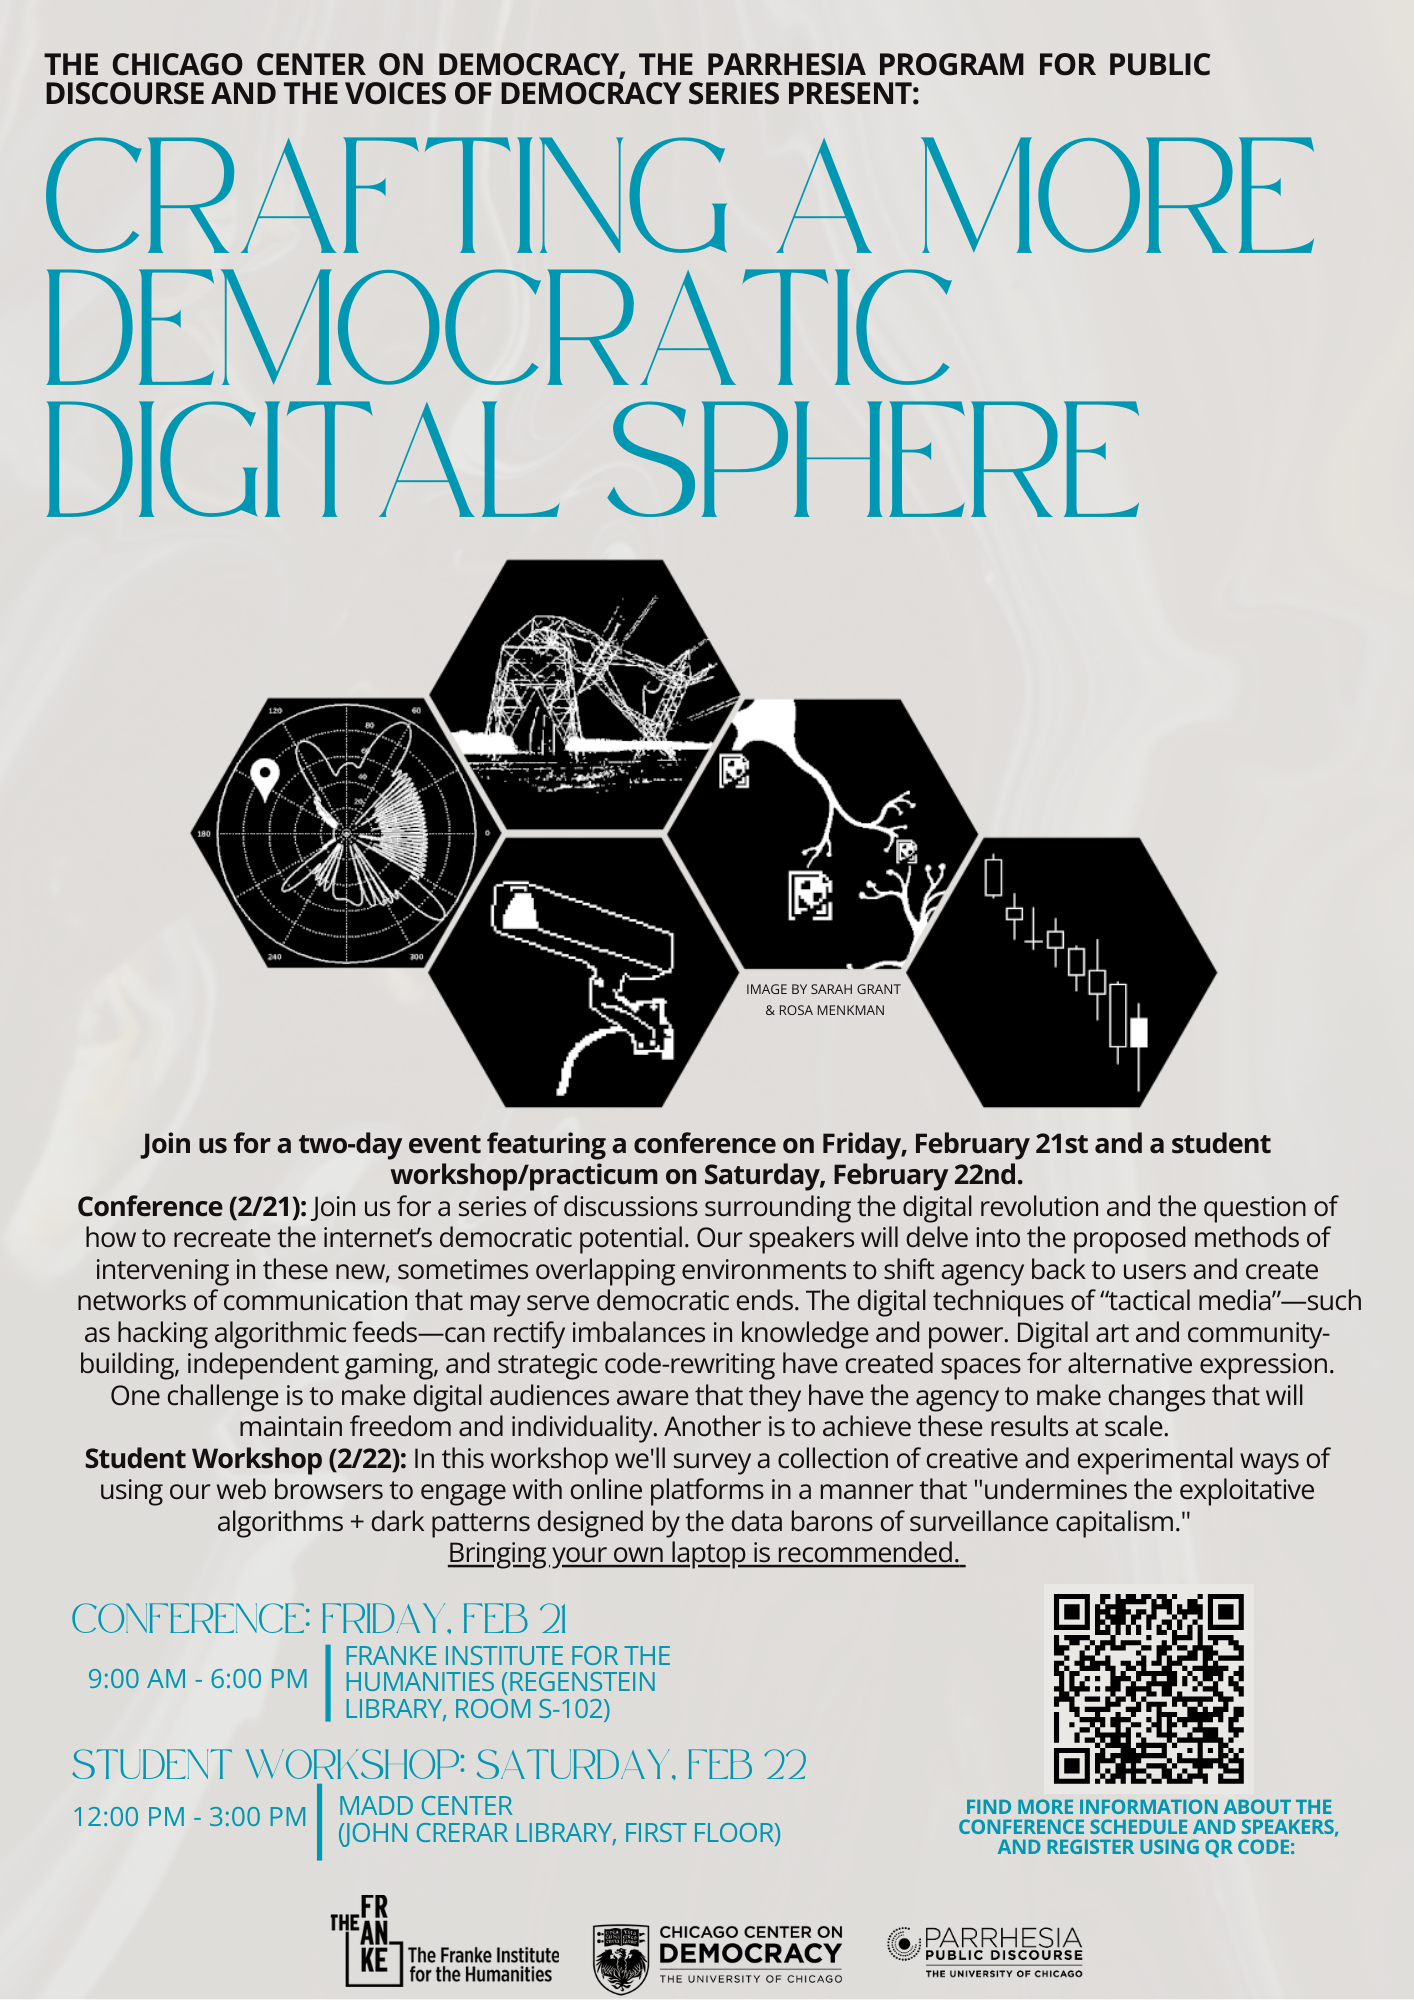 THE CHICAGO CENTER ON DEMOCRACY, THE PARRHESIA PROGRAM FOR PUBLIC
DISCOURSE AND THE VOICES OF DEMOCRACY SERIES PRESENT:
CRAFTING A MORE
DEMOCRATIC
DIGITAL SPHERE
120
60
80
60
40
20
180
0
240
300
IMAGE BY SARAH GRANT
& ROSA MENKMAN
Join us for a two-day event featuring a conference on Friday, February 21st and a student
workshop/practicum on Saturday, February 22nd.
Conference (2/21): Join us for a series of discussions surrounding the digital revolution and the question of
how to recreate the internet’s democratic potential. Our speakers will delve into the proposed methods of
intervening in these new, sometimes overlapping environments to shift agency back to users and create
networks of communication that may serve democratic ends. The digital techniques of “tactical media”—such
as hacking algorithmic feeds—can rectify imbalances in knowledge and power. Digital art and community-
building, independent gaming, and strategic code-rewriting have created spaces for alternative expression.
One challenge is to make digital audiences aware that they have the agency to make changes that will
maintain freedom and individuality. Another is to achieve these results at scale.
Student Workshop (2/22): In this workshop we'll survey a collection of creative and experimental ways of
using our web browsers to engage with online platforms in a manner that "undermines the exploitative
algorithms + dark patterns designed by the data barons of surveillance capitalism."
Bringing your own laptop is recommended.
CONFERENCE: FRIDAY, FEB 21
9:00 AM - 6:00 PM
FRANKE INSTITUTE FOR THE
HUMANITIES (REGENSTEIN
LIBRARY, ROOM S-102)
STUDENT WORKSHOP: SATURDAY, FEB 22
12:00 PM - 3:00 PM
MADD CENTER
(JOHN CRERAR LIBRARY, FIRST FLOOR)
FIND MORE INFORMATION ABOUT THE
CONFERENCE SCHEDULE AND SPEAKERS,
AND REGISTER USING QR CODE:
THE FR
AN
KE
The Franke Institute
for the Humanities
CHICAGO CENTER ON
DEMOCRACY
THE UNIVERSITY OF CHICAGO
PARRHESIA
PUBLIC DISCOURSE
THE UNIVERSITY OF CHICAGO